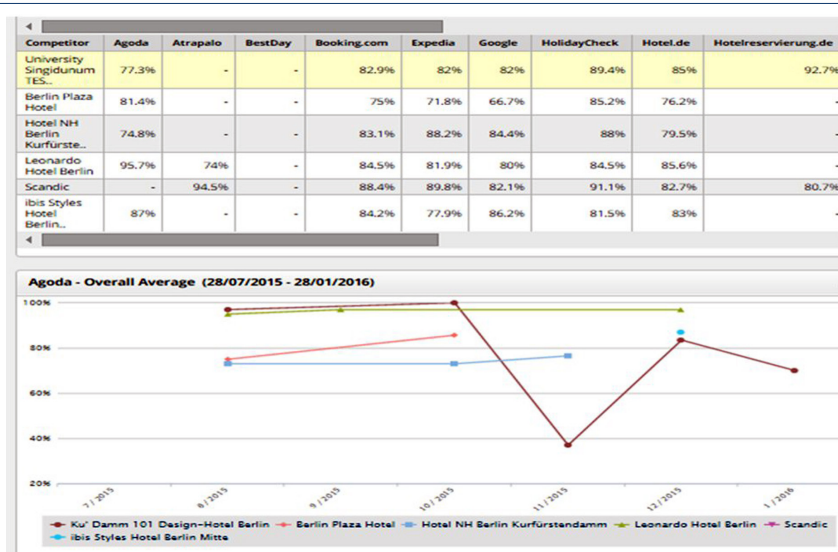 Competitor Agoda Atrapalo BestDay Booking.com Expedia Google HolidayCheck Hotel.de Hotelreservierung.de
University
Singidunum
TES..
77.3% - - 82.9% 82% 82% 89.4% 85% 92.7%
Berlin Plaza
Hotel
81.4% - - 75% 71.8% 66.7% 85.2% 76.2% -
Hotel NH
Berlin
Kurfürste..
74.8% - - 83.1% 88.2% 84.4% 88% 79.5% -
Leonardo
Hotel Berlin
95.7% 74% - 84.5% 81.9% 80% 84.5% 85.6% -
Scandic - 94.5% - 88.4% 89.8% 82.1% 91.1% 82.7% 80.7%
ibis Styles
Hotel
Berlin..
87% - - 84.2% 77.9% 86.2% 81.5% 83% -
Agoda - Overall Average (28/07/2015 - 28/01/2016)
100%
80%
60%
40%
20%
7/2015 8/2015 9/2015 10/2015 11/2015 12/2015 1/2016
Ku' Damm 101 Design-Hotel Berlin Berlin Plaza Hotel Hotel NH Berlin Kurfürstendamm Leonardo Hotel Berlin Scandic
ibis Styles Hotel Berlin Mitte